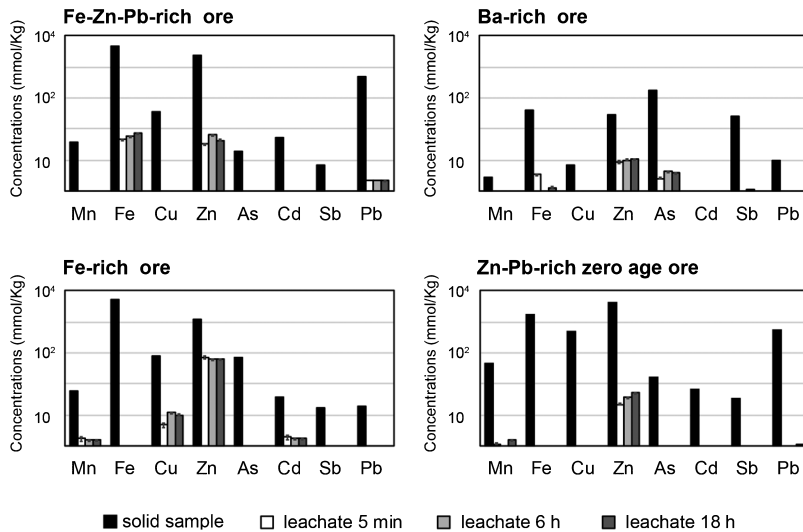 Fe-Zn-Pb-rich ore
Concentrations (mmol/Kg)
10⁴
10²
10
Mn Fe Cu Zn As Cd Sb Pb
Ba-rich ore
Concentrations (mmol/Kg)
10⁴
10²
10
Mn Fe Cu Zn As Cd Sb Pb
Fe-rich ore
Concentrations (mmol/Kg)
10⁴
10²
10
Mn Fe Cu Zn As Cd Sb Pb
Zn-Pb-rich zero age ore
Concentrations (mmol/Kg)
10⁴
10²
10
Mn Fe Cu Zn As Cd Sb Pb
solid sample leachate 5 min leachate 6 h leachate 18 h